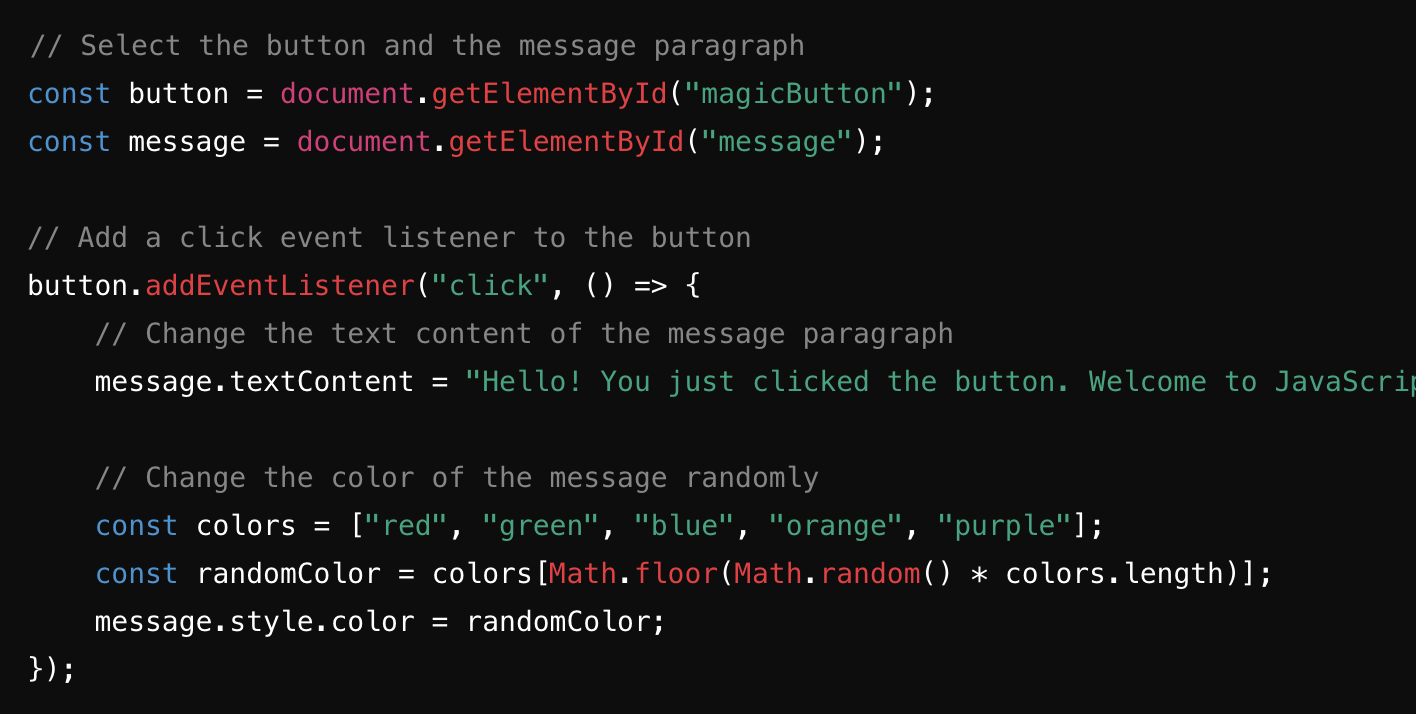 // Select the button and the message paragraph
const button = document.getElementById("magicButton");
const message = document.getElementById("message");
// Add a click event listener to the button
button.addEventListener("click", () => {
    // Change the text content of the message paragraph
    message.textContent = "Hello! You just clicked the button. Welcome to
    // Change the color of the message randomly
    const colors = ["red", "green", "blue", "orange", "purple"];
    const randomColor = colors[Math.floor(Math.random() * colors.length)];
    message.style.color = randomColor;
});